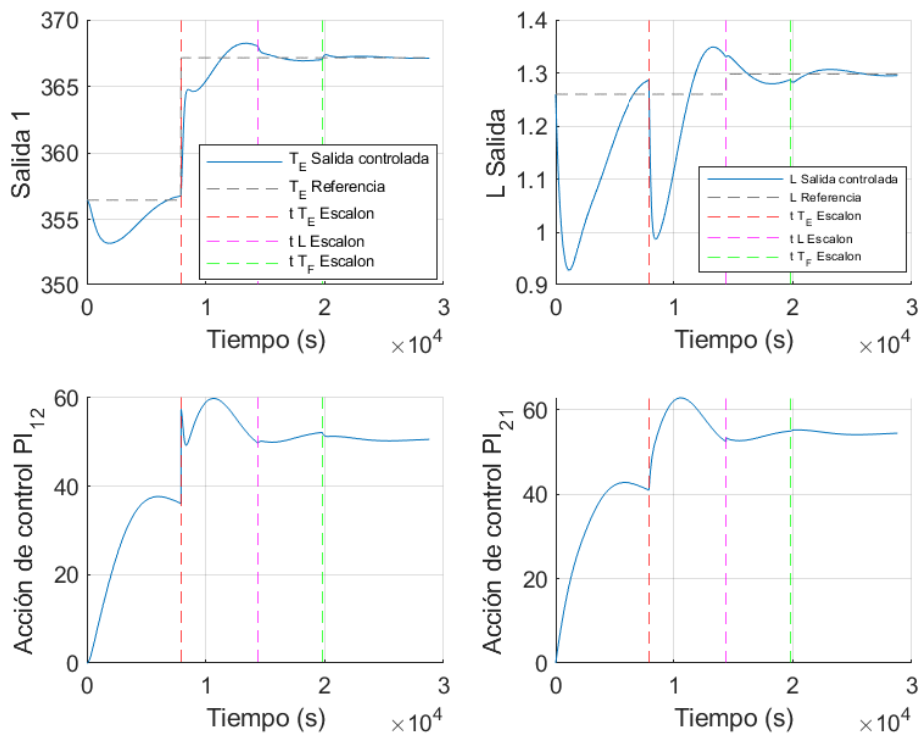 370
365
360
355
350
Salida 1
T_E Salida controlada
T_E Referencia
t T_E Escalon
t L Escalon
t T_F Escalon
0
1
2
3
Tiempo (s)
×10^4
1.4
1.3
1.2
1.1
1
0.9
L Salida
L Salida controlada
L Referencia
t T_E Escalon
t L Escalon
t T_F Escalon
0
1
2
3
Tiempo (s)
×10^4
60
40
20
0
Acción de control PI_12
0
1
2
3
Tiempo (s)
×10^4
60
40
20
0
Acción de control PI_21
0
1
2
3
Tiempo (s)
×10^4